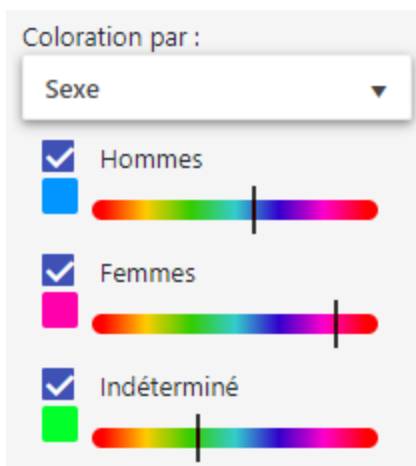 Coloration par :
Sexe
Hommes
Femmes
Indéterminé